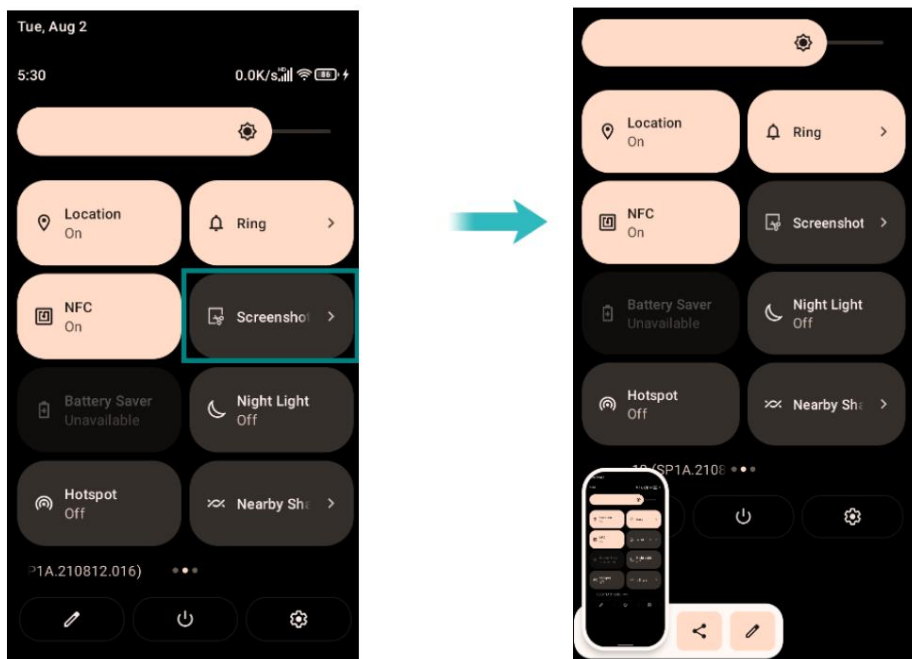 Tue, Aug 2
5:30
0.0K/s HD 86
Location
On
Ring
NFC
On
Screenshot
Battery Saver
Unavailable
Night Light
Off
Hotspot
Off
Nearby Sha
P1A.210812.016)
Location
On
Ring
NFC
On
Screenshot
Battery Saver
Unavailable
Night Light
Off
Hotspot
Off
Nearby Sha
12 (SP1A.2108